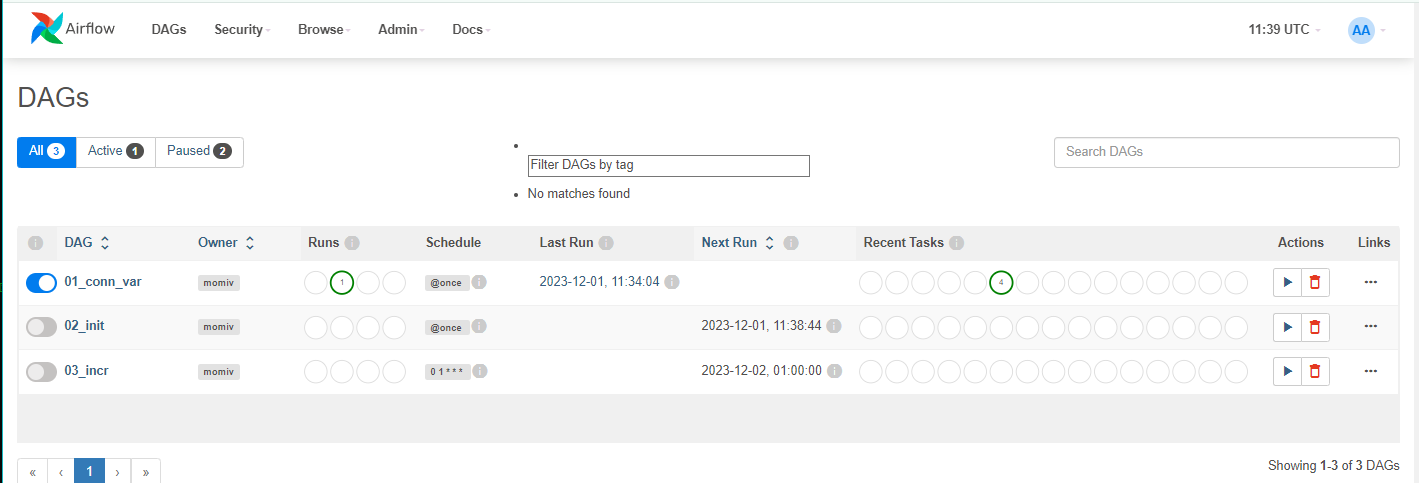 Airflow DAGs Security Browse Admin Docs 11:39 UTC AA
DAGs
All 3 Active 1 Paused 2
Filter DAGs by tag
Search DAGs
No matches found
i DAG Owner Runs i Schedule Last Run i Next Run i Recent Tasks i Actions Links
01_conn_var momiv 1 @once i 2023-12-01, 11:34:04 i 4
02_init momiv @once i 2023-12-01, 11:38:44 i
03_incr momiv 0 1 * * * i 2023-12-02, 01:00:00 i
« ‹ 1 › »
Showing 1-3 of 3 DAGs